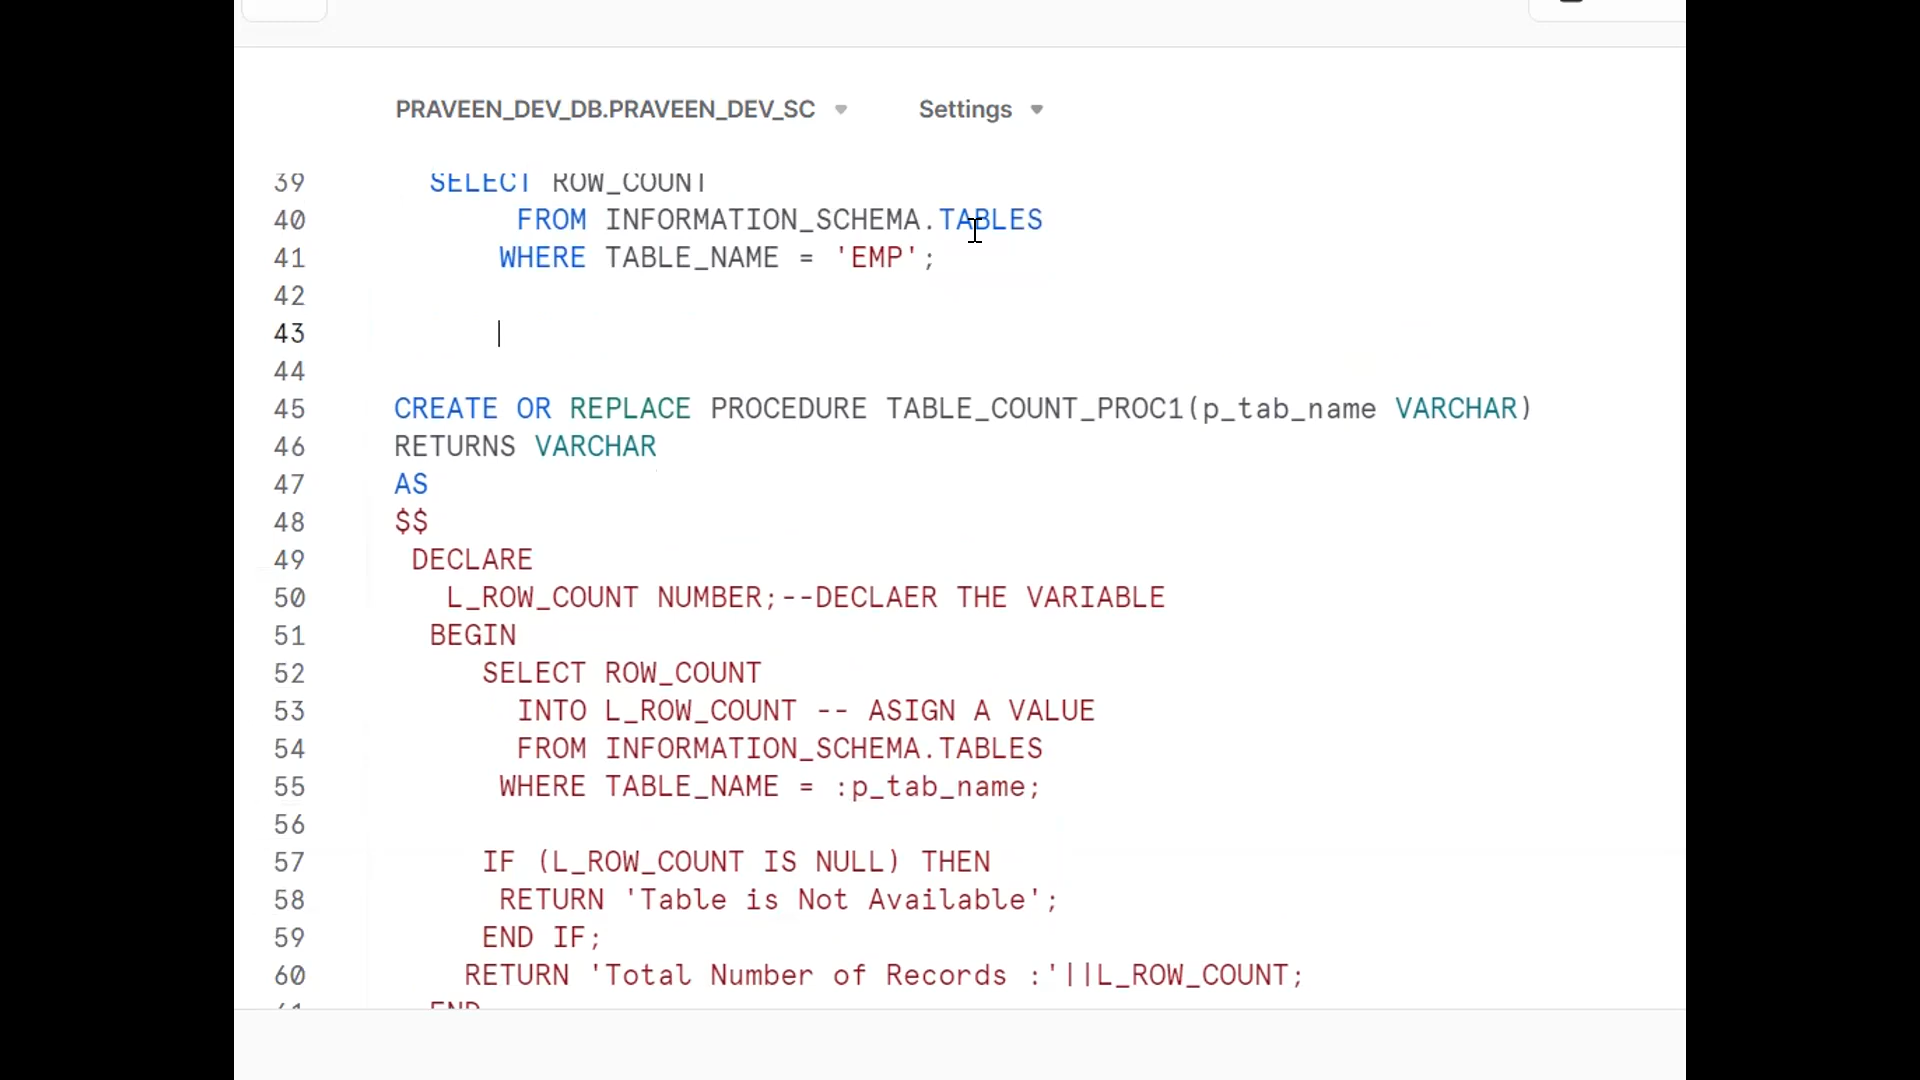 PRAVEEN_DEV_DB.PRAVEEN_DEV_SC Settings
39 SELECT ROW_COUNT
40 FROM INFORMATION_SCHEMA.TABLES
41 WHERE TABLE_NAME = 'EMP';
42
43
44
45 CREATE OR REPLACE PROCEDURE TABLE_COUNT_PROC1(p_tab_name VARCHAR)
46 RETURNS VARCHAR
47 AS
48 $$
49 DECLARE
50 L_ROW_COUNT NUMBER;--DECLAER THE VARIABLE
51 BEGIN
52 SELECT ROW_COUNT
53 INTO L_ROW_COUNT -- ASIGN A VALUE
54 FROM INFORMATION_SCHEMA.TABLES
55 WHERE TABLE_NAME = :p_tab_name;
56
57 IF (L_ROW_COUNT IS NULL) THEN
58 RETURN 'Table is Not Available';
59 END IF;
60 RETURN 'Total Number of Records :'||L_ROW_COUNT;
61 END